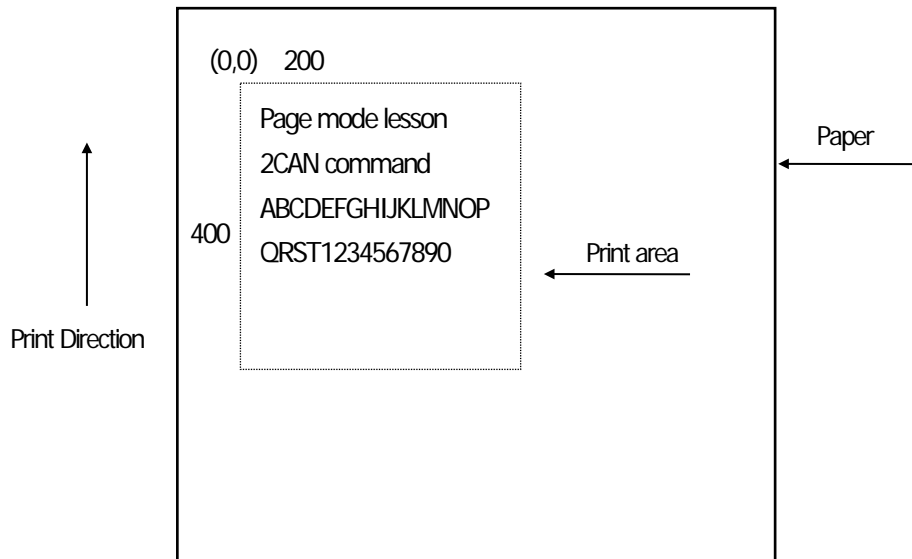 (0,0) 200
Page mode lesson
2CAN command
ABCDEFGHIJKLMNOP
QRST1234567890
400
Paper
Print area
Print Direction